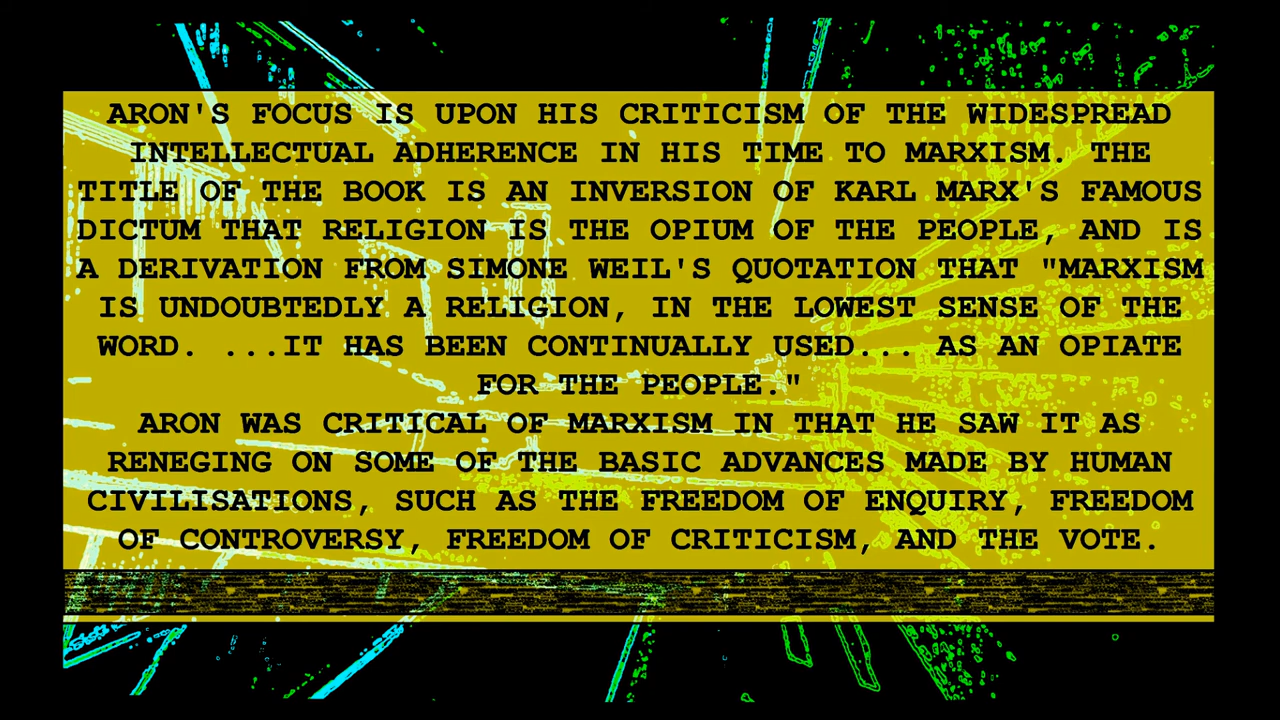 ARON'S FOCUS IS UPON HIS CRITICISM OF THE WIDESPREAD
INTELLECTUAL ADHERENCE IN HIS TIME TO MARXISM. THE
TITLE OF THE BOOK IS AN INVERSION OF KARL MARX'S FAMOUS
DICTUM THAT RELIGION IS THE OPIUM OF THE PEOPLE, AND IS
A DERIVATION FROM SIMONE WEIL'S QUOTATION THAT "MARXISM
IS UNDOUBTEDLY A RELIGION, IN THE LOWEST SENSE OF THE
WORD. ...IT HAS BEEN CONTINUALLY USED... AS AN OPIATE
FOR THE PEOPLE."
ARON WAS CRITICAL OF MARXISM IN THAT HE SAW IT AS
RENEGING ON SOME OF THE BASIC ADVANCES MADE BY HUMAN
CIVILISATIONS, SUCH AS THE FREEDOM OF ENQUIRY, FREEDOM
OF CONTROVERSY, FREEDOM OF CRITICISM, AND THE VOTE.